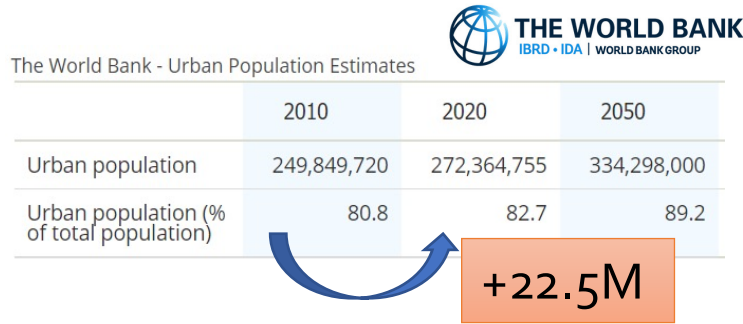 THE WORLD BANK
IBRD • IDA | WORLD BANK GROUP
The World Bank - Urban Population Estimates
2010 2020 2050
Urban population 249,849,720 272,364,755 334,298,000
Urban population (% 80.8 82.7 89.2
of total population)
+22.5M